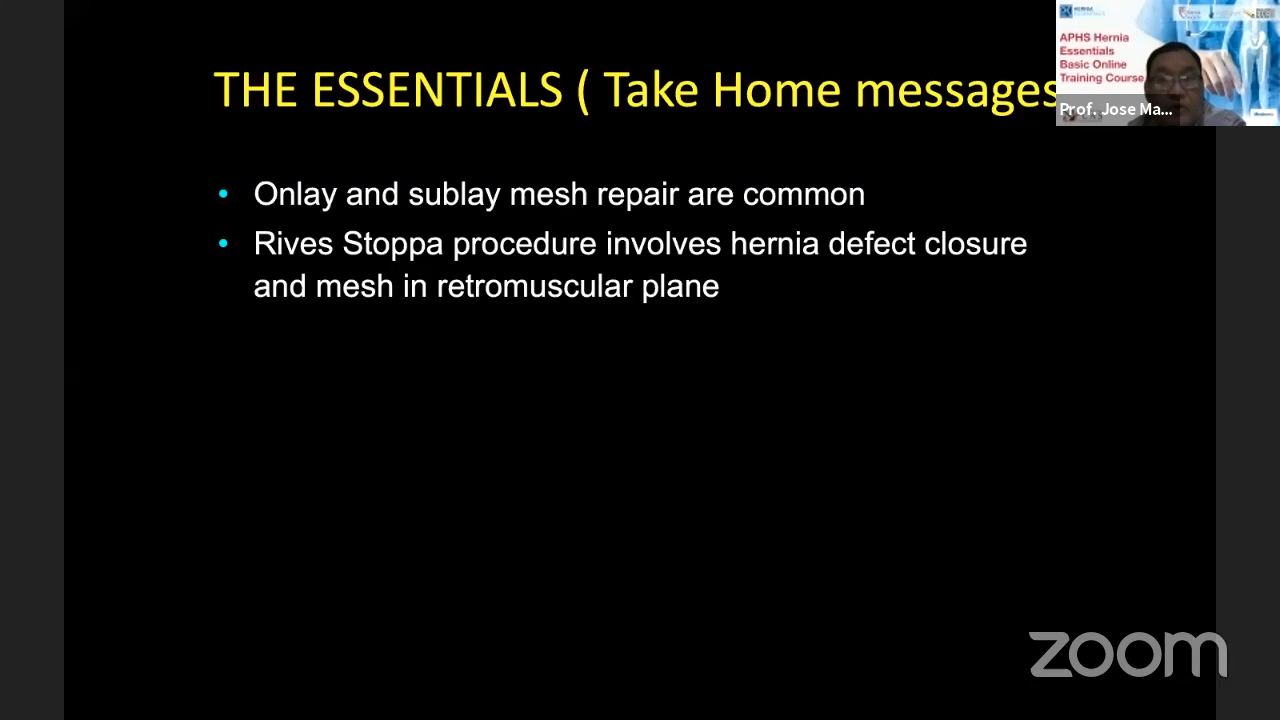 THE ESSENTIALS ( Take Home messages
• Onlay and sublay mesh repair are common
• Rives Stoppa procedure involves hernia defect closure
and mesh in retromuscular plane
APHS Hernia
Essentials
Basic Online
Training Course
Prof. Jose Ma...
zoom